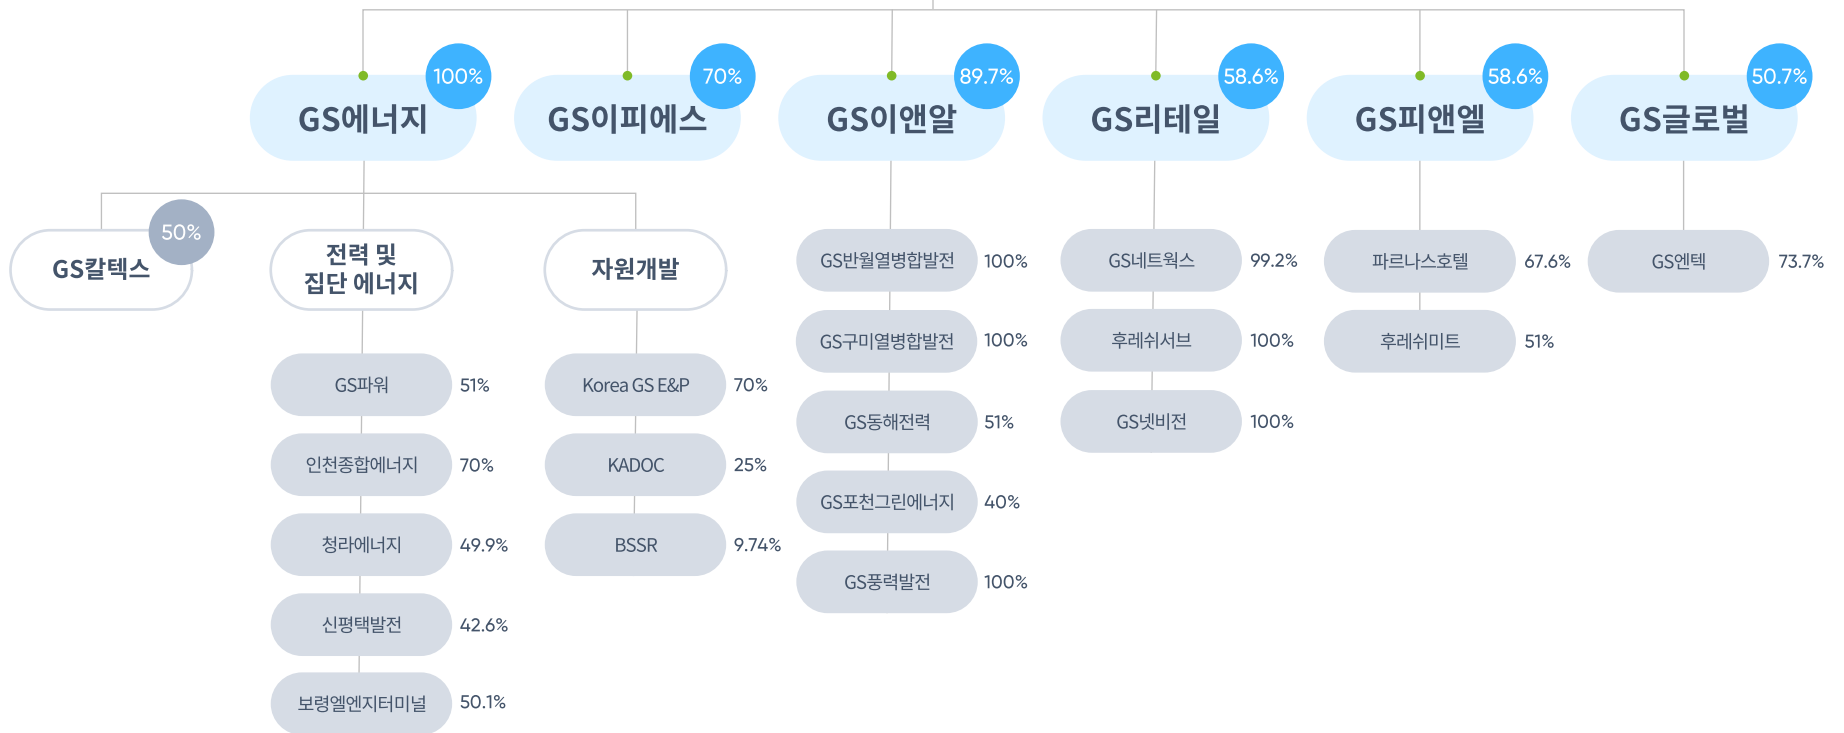 GS에너지
100%
GS이피에스
70%
GS이앤알
89.7%
GS리테일
58.6%
GS피앤엘
58.6%
GS글로벌
50.7%
GS칼텍스
50%
전력 및
집단 에너지
GS파워
51%
인천종합에너지
70%
청라에너지
49.9%
신평택발전
42.6%
보령엘엔지터미널
50.1%
자원개발
Korea GS E&P
70%
KADOC
25%
BSSR
9.74%
GS반월열병합발전
100%
GS구미열병합발전
100%
GS동해전력
51%
GS포천그린에너지
40%
GS풍력발전
100%
GS네트웍스
99.2%
후레쉬서브
100%
GS넷비전
100%
파르나스호텔
67.6%
후레쉬미트
51%
GS엔텍
73.7%